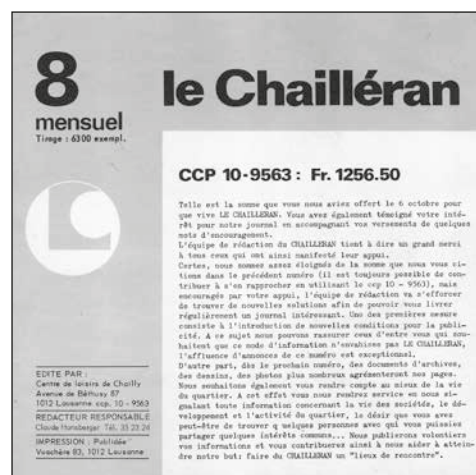 8
mensuel
Tirage : 6300 exempl.
le Chailléran
CCP 10-9563 : Fr. 1256.50
Telle est la somme que vous nous aviez offert le 6 octobre pour
que vive LE CHAILLERAN. Vous avez également témoigné votre inté-
rêt pour notre journal en accompagnant vos versements de quelques
mots d'encouragement.
L'équipe de rédaction du CHAILLERAN tient à dire un grand merci
à tous ceux qui ont ainsi manifesté leur appui.
Certes, nous sommes assez éloignés de la somme que nous vous ci-
tions dans le précédent numéro (il est toujours possible de con-
tribuer à s'en rapprocher en utilisant le ccp 10 - 9563), mais
encouragés par votre appui, l'équipe de rédaction va s'efforcer
de trouver de nouvelles solutions afin de pouvoir vous livrer
régulièrement un journal intéressant. Une des premières mesure
consiste à l'introduction de nouvelles conditions pour la publi-
cité. A ce sujet nous pouvons rassurer ceux d'entre vous qui sou-
haitent que ce mode d'information n'envahisse pas LE CHAILLERAN,
l'affluence d'annonces de ce numéro est exceptionnel.
D'autre part, dès le prochain numéro, des documents d'archives,
des dessins, des photos plus nombreux agrémenteront nos pages.
Nous souhaitons également vous rendre compte au mieux de la vie
du quartier. A cet effet vous nous rendrez service en nous si-
gnalant toute information concernant la vie des sociétés, le dé-
veloppement et l'activité du quartier, le désir que vous avez
peut-être de trouver q uelques personnes avec qui vous puissiez
partager quelques intérêts communs... Nous publierons volontiers
vos informations et vous contribuerez ainsi à nous aider à attein-
dre notre but: faire du CHAILLERAN un "lieux de rencontre".
EDITE PAR :
Centre de loisirs de Chailly
Avenue de Béthusy 87
1012 Lausanne ccp. 10 - 9563
REDACTEUR RESPONSABLE
Claude Hunziberger Tél. 35 23 24
IMPRESSION : Publidée
Vuachère 83, 1012 Lausanne